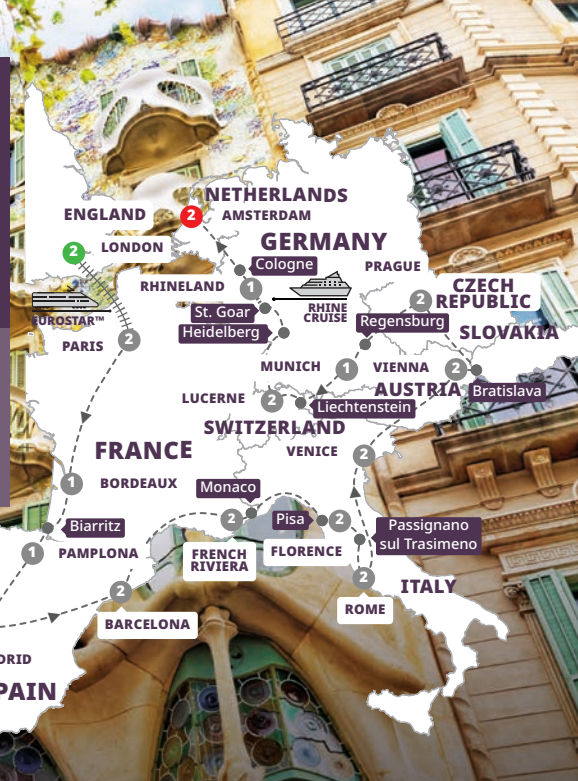 NETHERLANDS
ENGLAND
2
AMSTERDAM
2
LONDON
GERMANY
Cologne
PRAGUE
RHINELAND
1
CZECH
REPUBLIC
2
EUROSTAR™
St. Goar
RHINE
CRUISE
Heidelberg
Regensburg
SLOVAKIA
PARIS
2
MUNICH
1
VIENNA
2
AUSTRIA
Bratislava
LUCERNE
2
Liechtenstein
SWITZERLAND
FRANCE
VENICE
2
1
BORDEAUX
Monaco
2
Pisa
2
Biarritz
Passignano
sul Trasimeno
1
PAMPLONA
FRENCH
RIVIERA
FLORENCE
2
2
ITALY
ROME
BARCELONA
DRID
PAIN